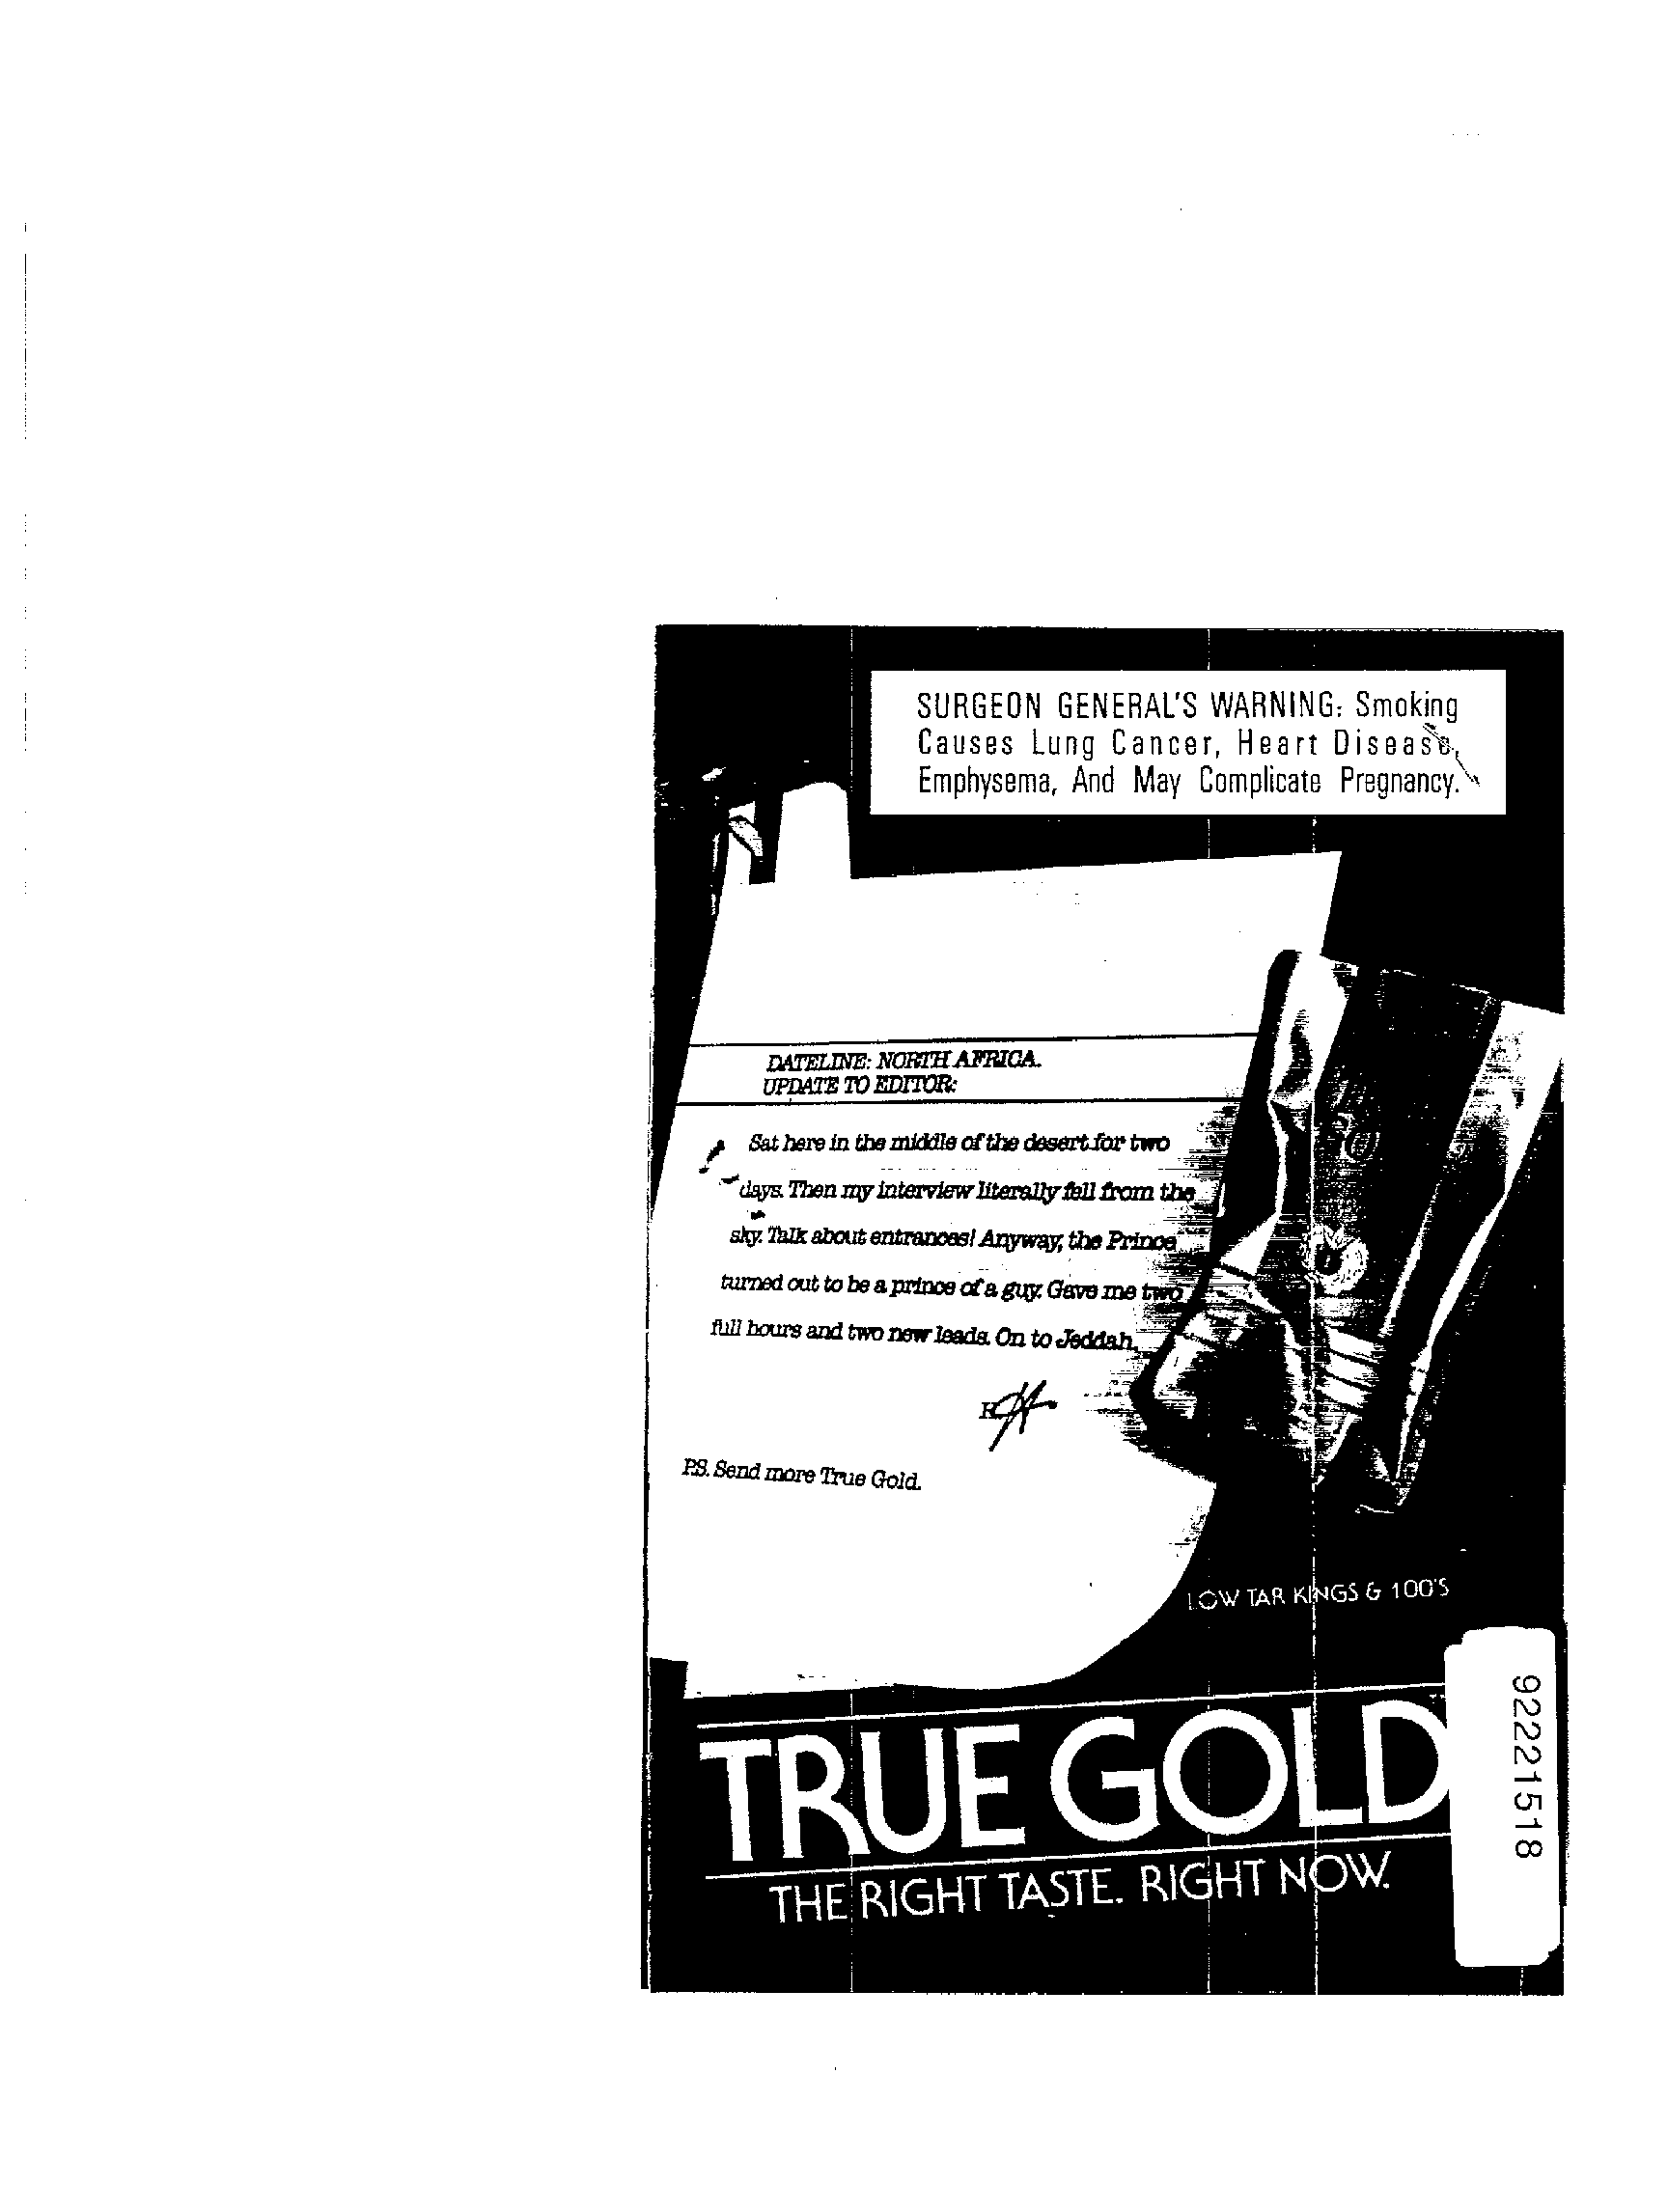 SURGEON GENERAL'S WARNING: Smoking
Causes Lung Cancer, Heart Disease,
Emphysema, And May Complicate Pregnancy.
DATELINE: NORTH AFRICA.
UPDATE TO EDITOR:
Sat here in the middle of the desert for two
days. Then my interview literally fell from the
sky. Talk about entrances! Anyway, the Prince
turned out to be a prince of a guy. Gave me two
full hours and two new leads. On to Jeddah.
P.S. Send more True Gold.
LOW TAR KINGS & 100'S
TRUE GOLD
THE RIGHT TASTE. RIGHT NOW.
92221518